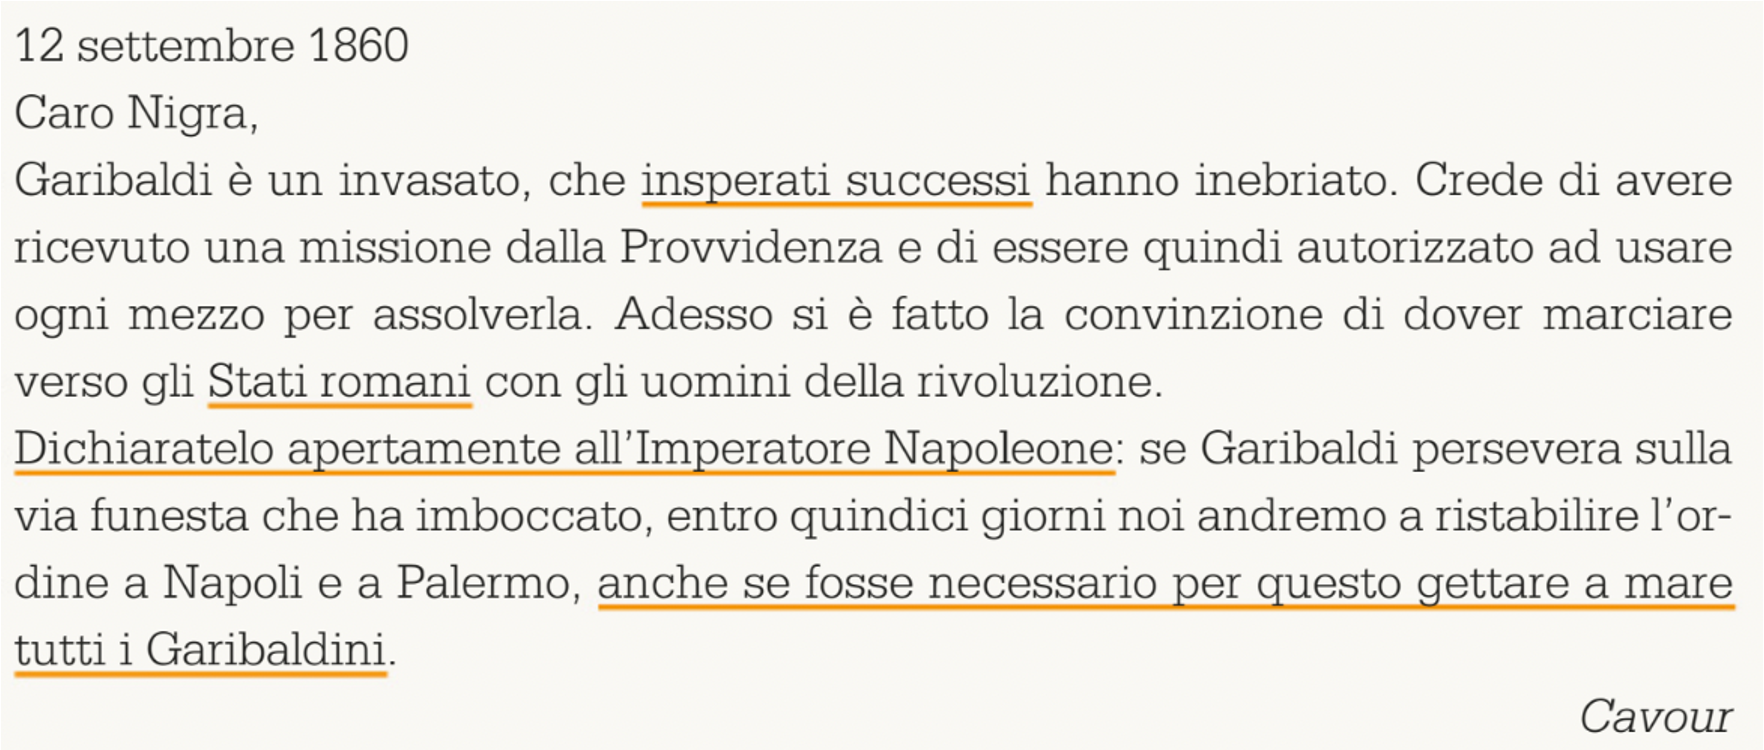 12 settembre 1860
Caro Nigra,
Garibaldi è un invasato, che insperati successi hanno inebriato. Crede di avere
ricevuto una missione dalla Provvidenza e di essere quindi autorizzato ad usare
ogni mezzo per assolverla. Adesso si è fatto la convinzione di dover marciare
verso gli Stati romani con gli uomini della rivoluzione.
Dichiaratelo apertamente all’Imperatore Napoleone: se Garibaldi persevera sulla
via funesta che ha imboccato, entro quindici giorni noi andremo a ristabilire l’or-
dine a Napoli e a Palermo, anche se fosse necessario per questo gettare a mare
tutti i Garibaldini.
Cavour